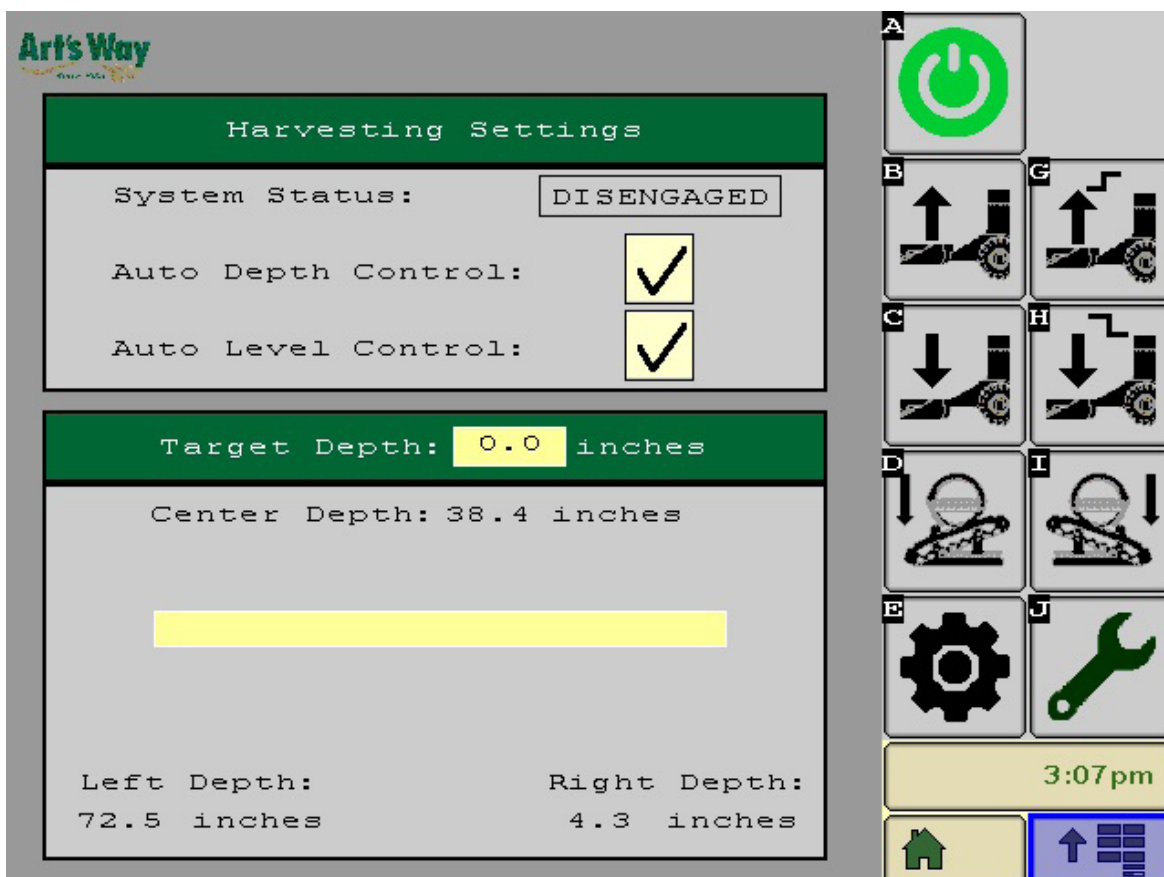 Art's Way
Harvesting Settings
System Status: DISENGAGED
Auto Depth Control:
Auto Level Control:
Target Depth: 0.0 inches
Center Depth: 38.4 inches
Left Depth:
72.5 inches
Right Depth:
4.3 inches
A
B
G
C
H
D
I
E
J
3:07pm